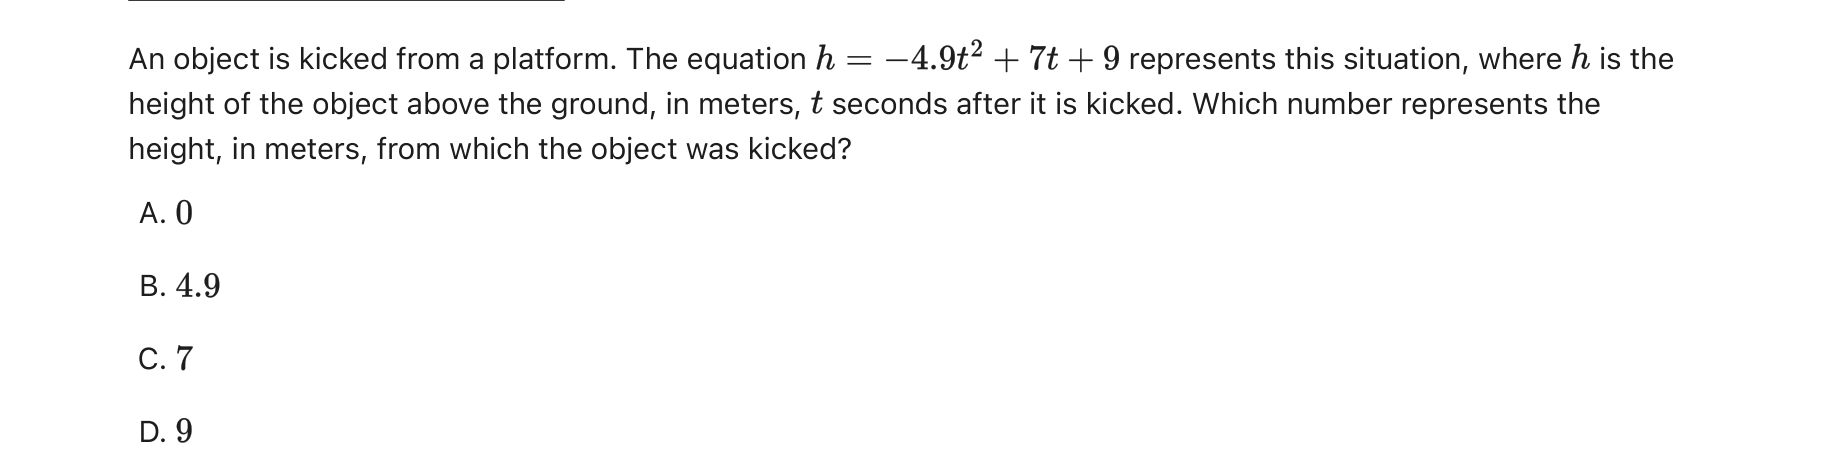 An object is kicked from a platform. The equation h = −4.9t² + 7t + 9 represents this situation, where h is the
height of the object above the ground, in meters, t seconds after it is kicked. Which number represents the
height, in meters, from which the object was kicked?
A. 0
B. 4.9
C. 7
D. 9